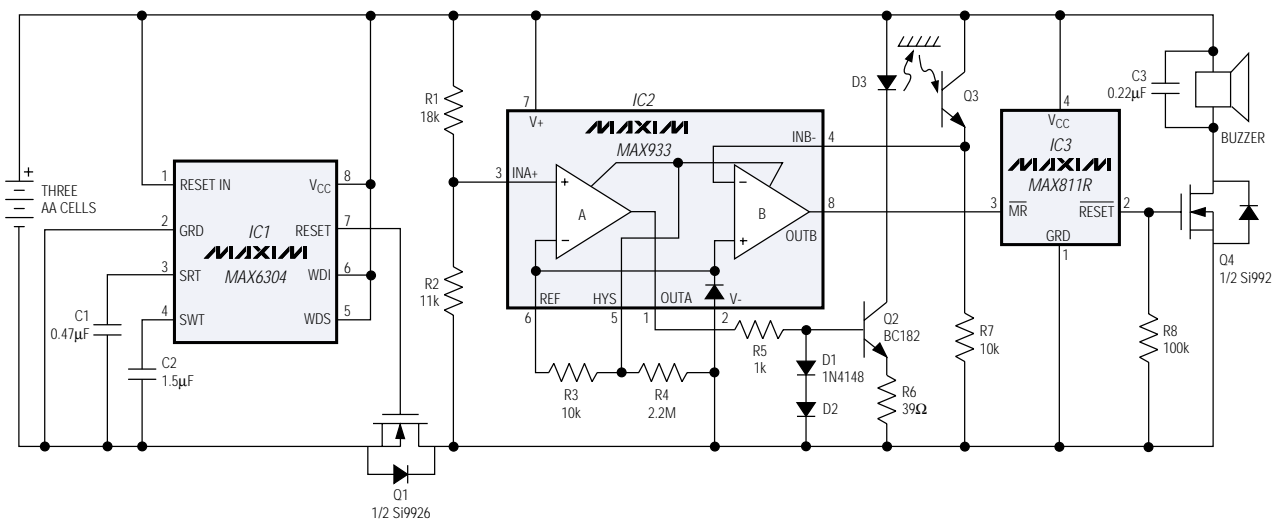 +
THREE
AA CELLS
1
RESET IN
2
GRD
3
SRT
4
SWT
VCC
8
RESET
7
WDI
6
WDS
5
IC1
MAXIM
MAX6304
C1
0.47µF
C2
1.5µF
Q1
1/2 Si9926
R1
18k
R2
11k
IC2
MAXIM
MAX933
7
V+
3
INA+
+
A
−
INB-
4
−
B
+
8
OUTB
REF
HYS
OUTA
V-
6
5
1
2
R3
10k
R4
2.2M
R5
1k
D1
1N4148
D2
Q2
BC182
R6
39Ω
D3
Q3
R7
10k
4
VCC
IC3
MAXIM
MAX811R
3
MR
RESET
2
GRD
1
R8
100k
C3
0.22µF
BUZZER
Q4
1/2 Si992